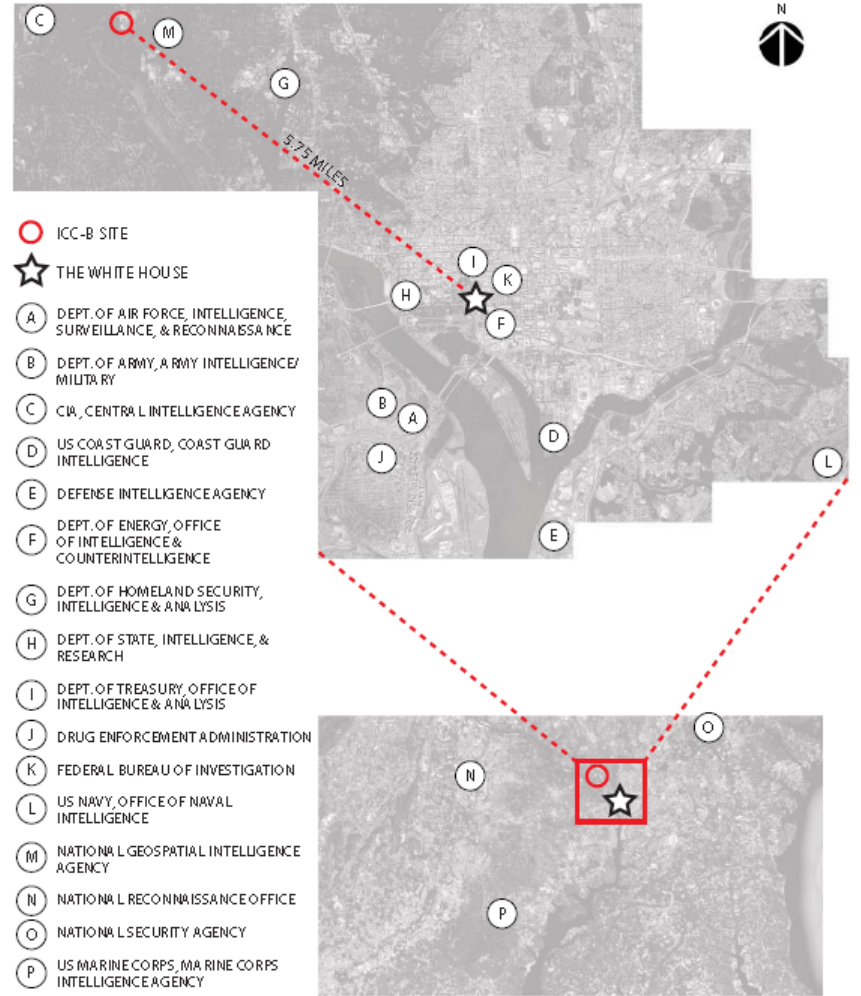 N
C
M
G
5.75 MILES
I
K
H
F
B
A
J
D
L
E
ICC-B SITE
THE WHITE HOUSE
A DEPT. OF AIR FORCE, INTELLIGENCE,
SURVEILLANCE, & RECONNAISSANCE
B DEPT. OF ARMY, ARMY INTELLIGENCE/
MILITARY
C CIA, CENTRAL INTELLIGENCE AGENCY
D US COAST GUARD, COAST GUARD
INTELLIGENCE
E DEFENSE INTELLIGENCE AGENCY
F DEPT. OF ENERGY, OFFICE
OF INTELLIGENCE &
COUNTERINTELLIGENCE
G DEPT. OF HOMELAND SECURITY,
INTELLIGENCE & ANALYSIS
H DEPT. OF STATE, INTELLIGENCE, &
RESEARCH
I DEPT. OF TREASURY, OFFICE OF
INTELLIGENCE & ANALYSIS
J DRUG ENFORCEMENT ADMINISTRATION
K FEDERAL BUREAU OF INVESTIGATION
L US NAVY, OFFICE OF NAVAL
INTELLIGENCE
M NATIONAL GEOSPATIAL INTELLIGENCE
AGENCY
N NATIONAL RECONNAISSANCE OFFICE
O NATIONAL SECURITY AGENCY
P US MARINE CORPS, MARINE CORPS
INTELLIGENCE AGENCY
O
N
P